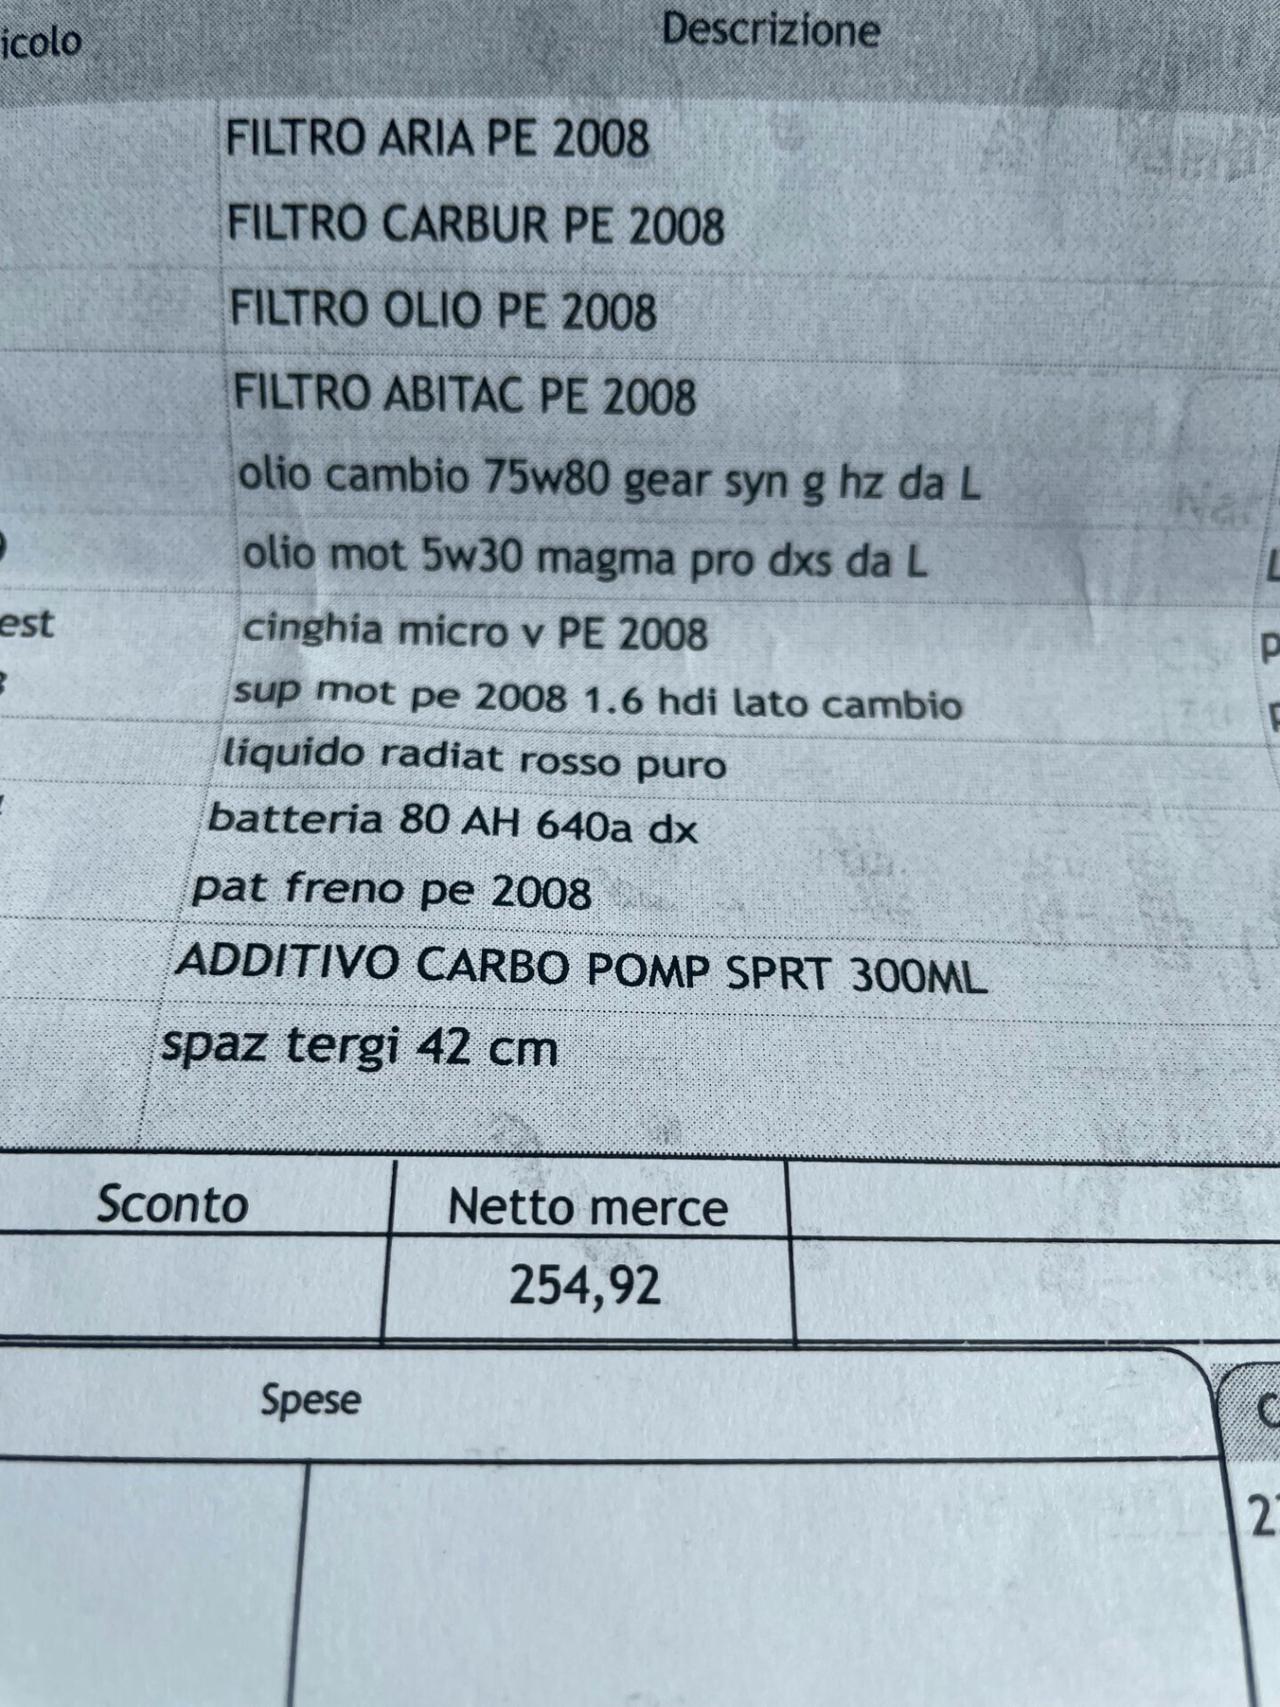 icolo Descrizione
FILTRO ARIA PE 2008
FILTRO CARBUR PE 2008
FILTRO OLIO PE 2008
FILTRO ABITAC PE 2008
olio cambio 75w80 gear syn g hz da L
olio mot 5w30 magma pro dxs da L
est cinghia micro v PE 2008
sup mot pe 2008 1.6 hdi lato cambio
liquido radiat rosso puro
batteria 80 AH 640a dx
pat freno pe 2008
ADDITIVO CARBO POMP SPRT 300ML
spaz tergi 42 cm
Sconto Netto merce
254,92
Spese